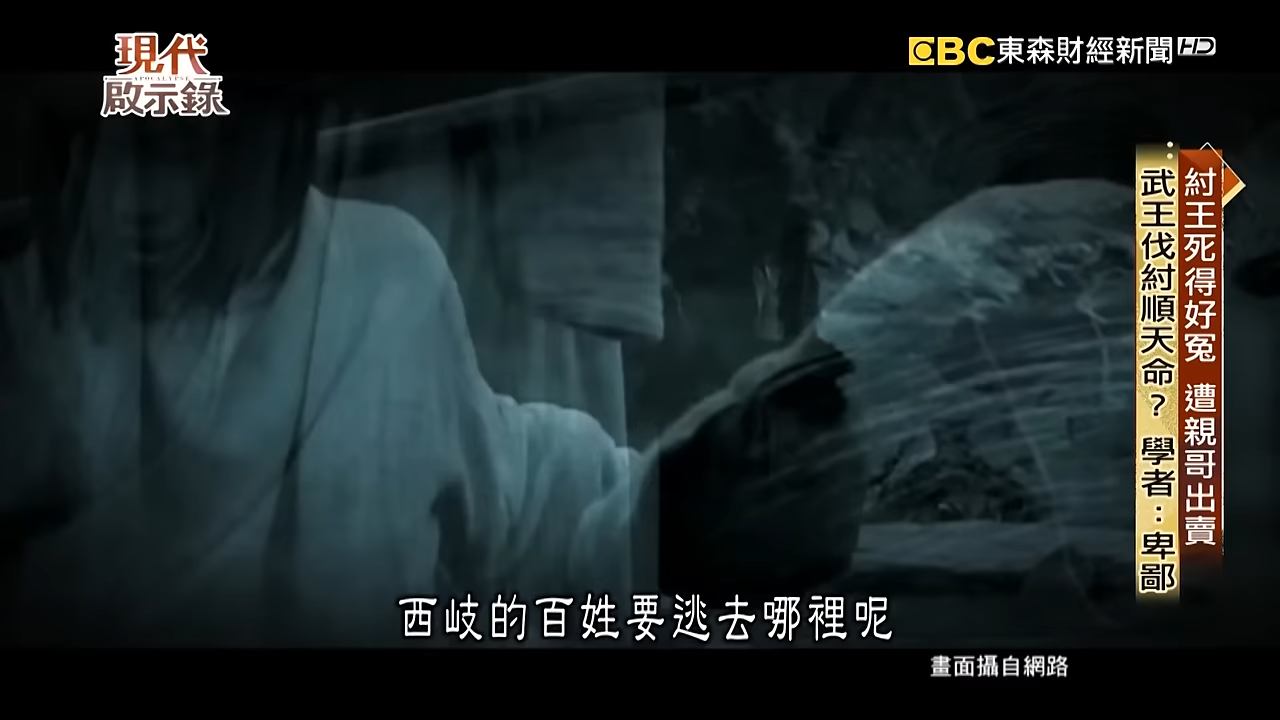 現代
APOCALYPSE
啟示錄
EBC東森財經新聞HD
紂王死得好冤 遭親哥出賣
：武王伐紂順天命？ 學者：卑鄙
西岐的百姓要逃去哪裡呢
畫面攝自網路